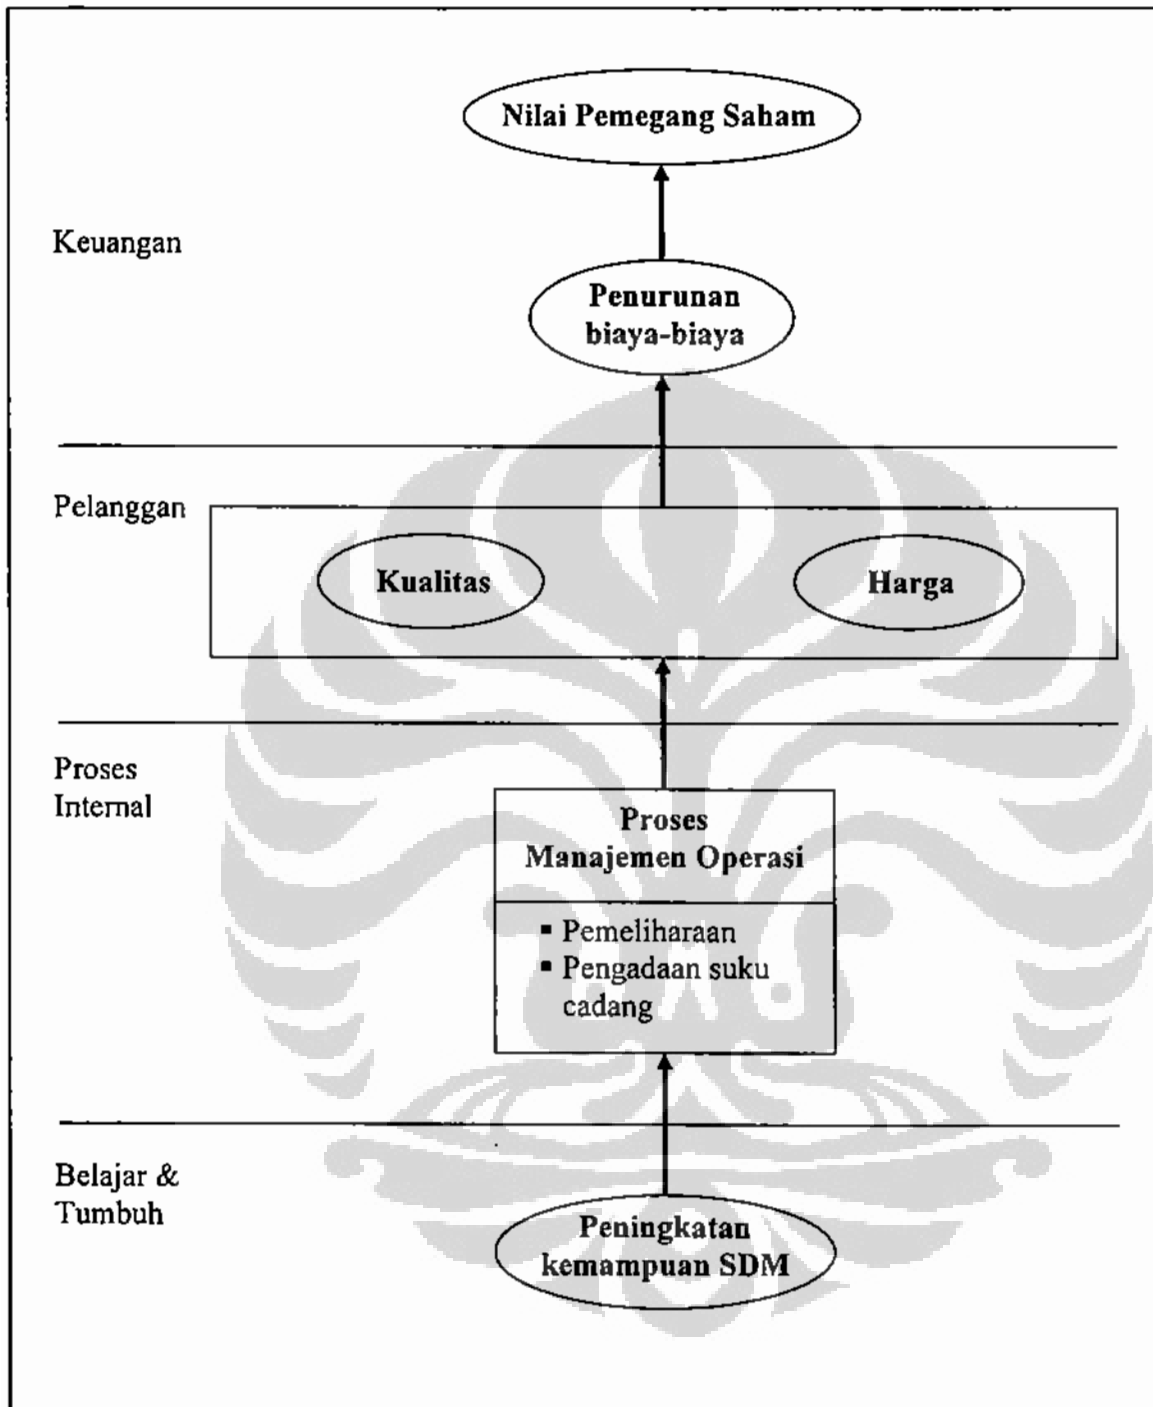 Nilai Pemegang Saham
Keuangan
Penurunan
biaya-biaya
Pelanggan
Kualitas
Harga
Proses
Internal
Proses
Manajemen Operasi
▪ Pemeliharaan
▪ Pengadaan suku
cadang
Belajar &
Tumbuh
Peningkatan
kemampuan SDM